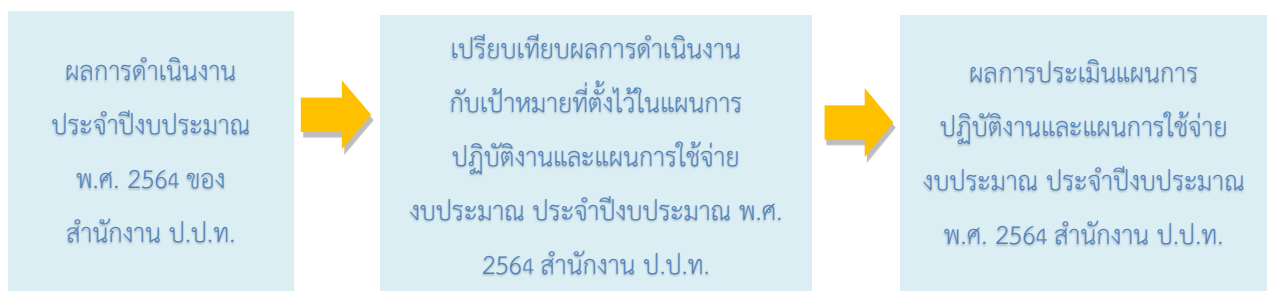 ผลการดำเนินงาน
ประจำปีงบประมาณ
พ.ศ. 2564 ของ
สำนักงาน ป.ป.ท.
เปรียบเทียบผลการดำเนินงาน
กับเป้าหมายที่ตั้งไว้ในแผนการ
ปฏิบัติงานและแผนการใช้จ่าย
งบประมาณ ประจำปีงบประมาณ พ.ศ.
2564 สำนักงาน ป.ป.ท.
ผลการประเมินแผนการ
ปฏิบัติงานและแผนการใช้จ่าย
งบประมาณ ประจำปีงบประมาณ
พ.ศ. 2564 สำนักงาน ป.ป.ท.